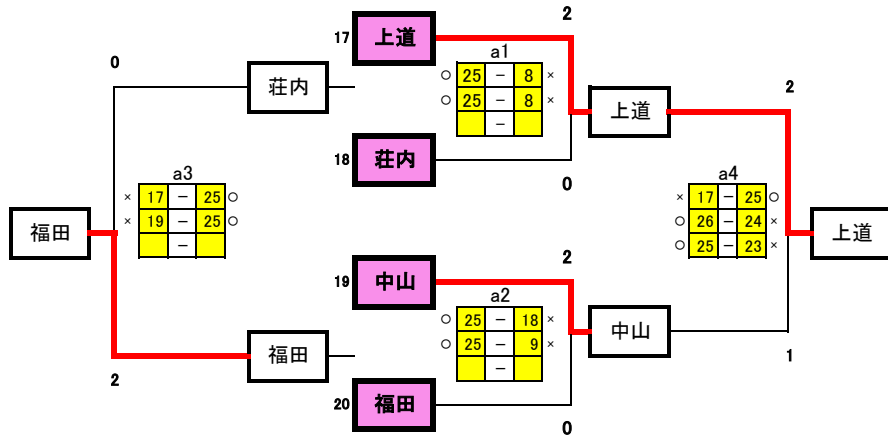 2
17 上道
0
a1
荘内
○ 25 － 8 ×
2
○ 25 － 8 ×
上道
－
18 荘内
a3
0
a4
× 17 － 25 ○
× 17 － 25 ○
× 19 － 25 ○
○ 26 － 24 ×
福田
－
○ 25 － 23 ×
上道
2
19 中山
a2
○ 25 － 18 ×
福田
○ 25 － 9 ×
中山
－
2
1
20 福田
0